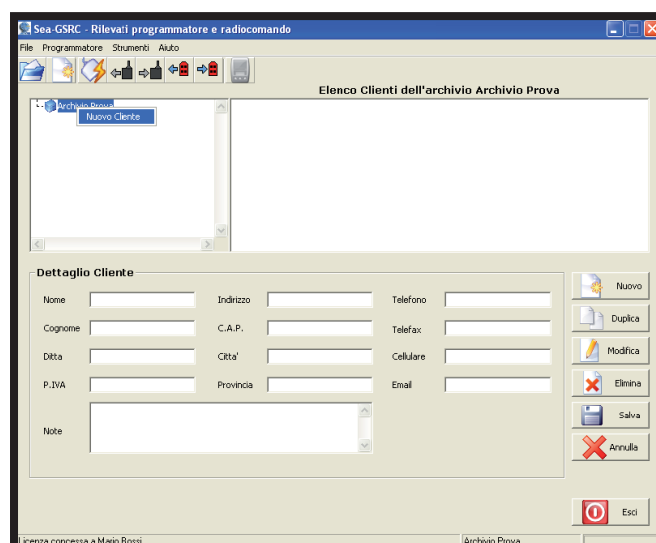 Sea-GSRC - Rilevati programmatore e radiocomando
File Programmatore Strumenti Aiuto
Elenco Clienti dell'archivio Archivio Prova
Archivio Prova
Nuovo Cliente
Dettaglio Cliente
Nome Indirizzo Telefono
Cognome C.A.P. Telefax
Ditta Citta' Cellulare
P.IVA Provincia Email
Note
Nuovo
Duplica
Modifica
Elimina
Salva
Annulla
Esci
Licenza concessa a Mario Rossi Archivio Prova